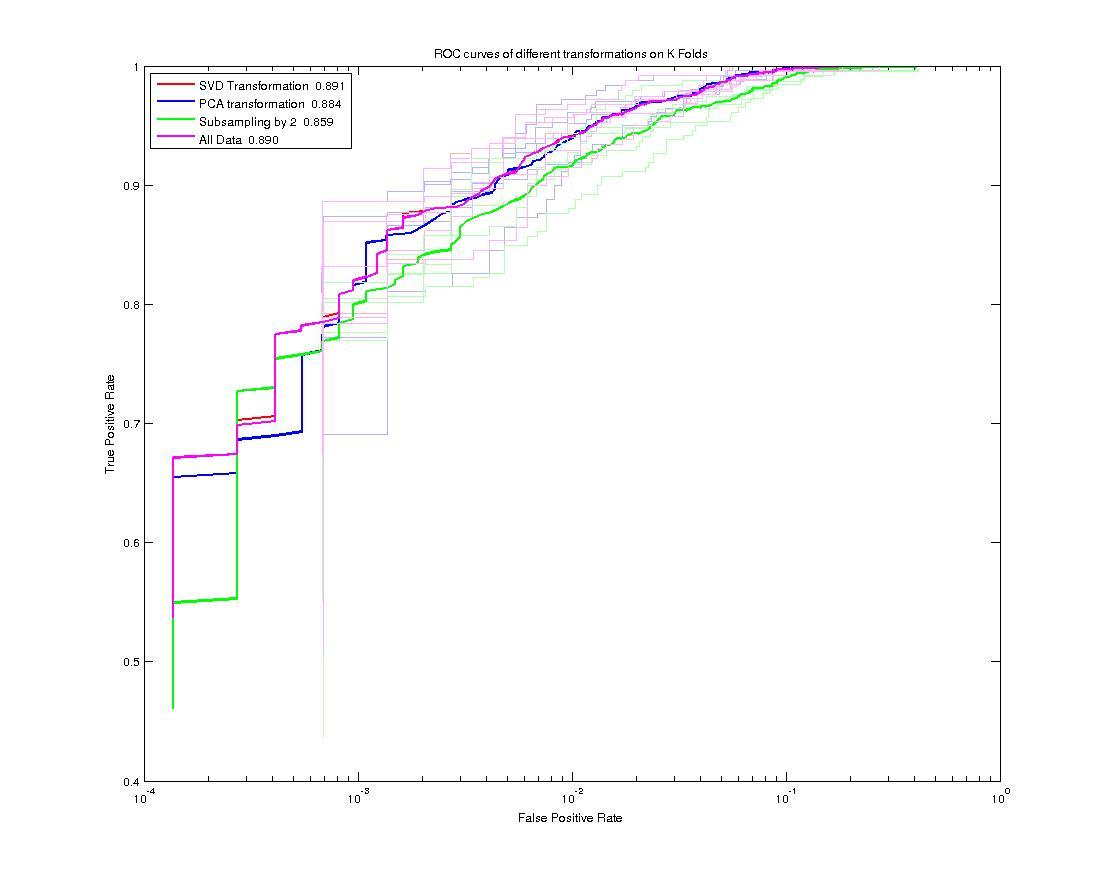 ROC curves of different transformations on K Folds
SVD Transformation 0.891
PCA transformation 0.884
Subsampling by 2 0.859
All Data 0.890
1
0.9
0.8
0.7
0.6
0.5
0.4
True Positive Rate
10^-4
10^-3
10^-2
10^-1
10^0
False Positive Rate